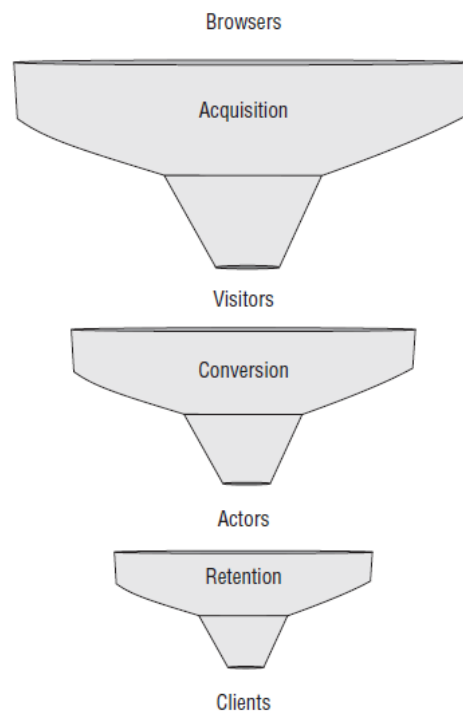 Browsers
Acquisition
Visitors
Conversion
Actors
Retention
Clients